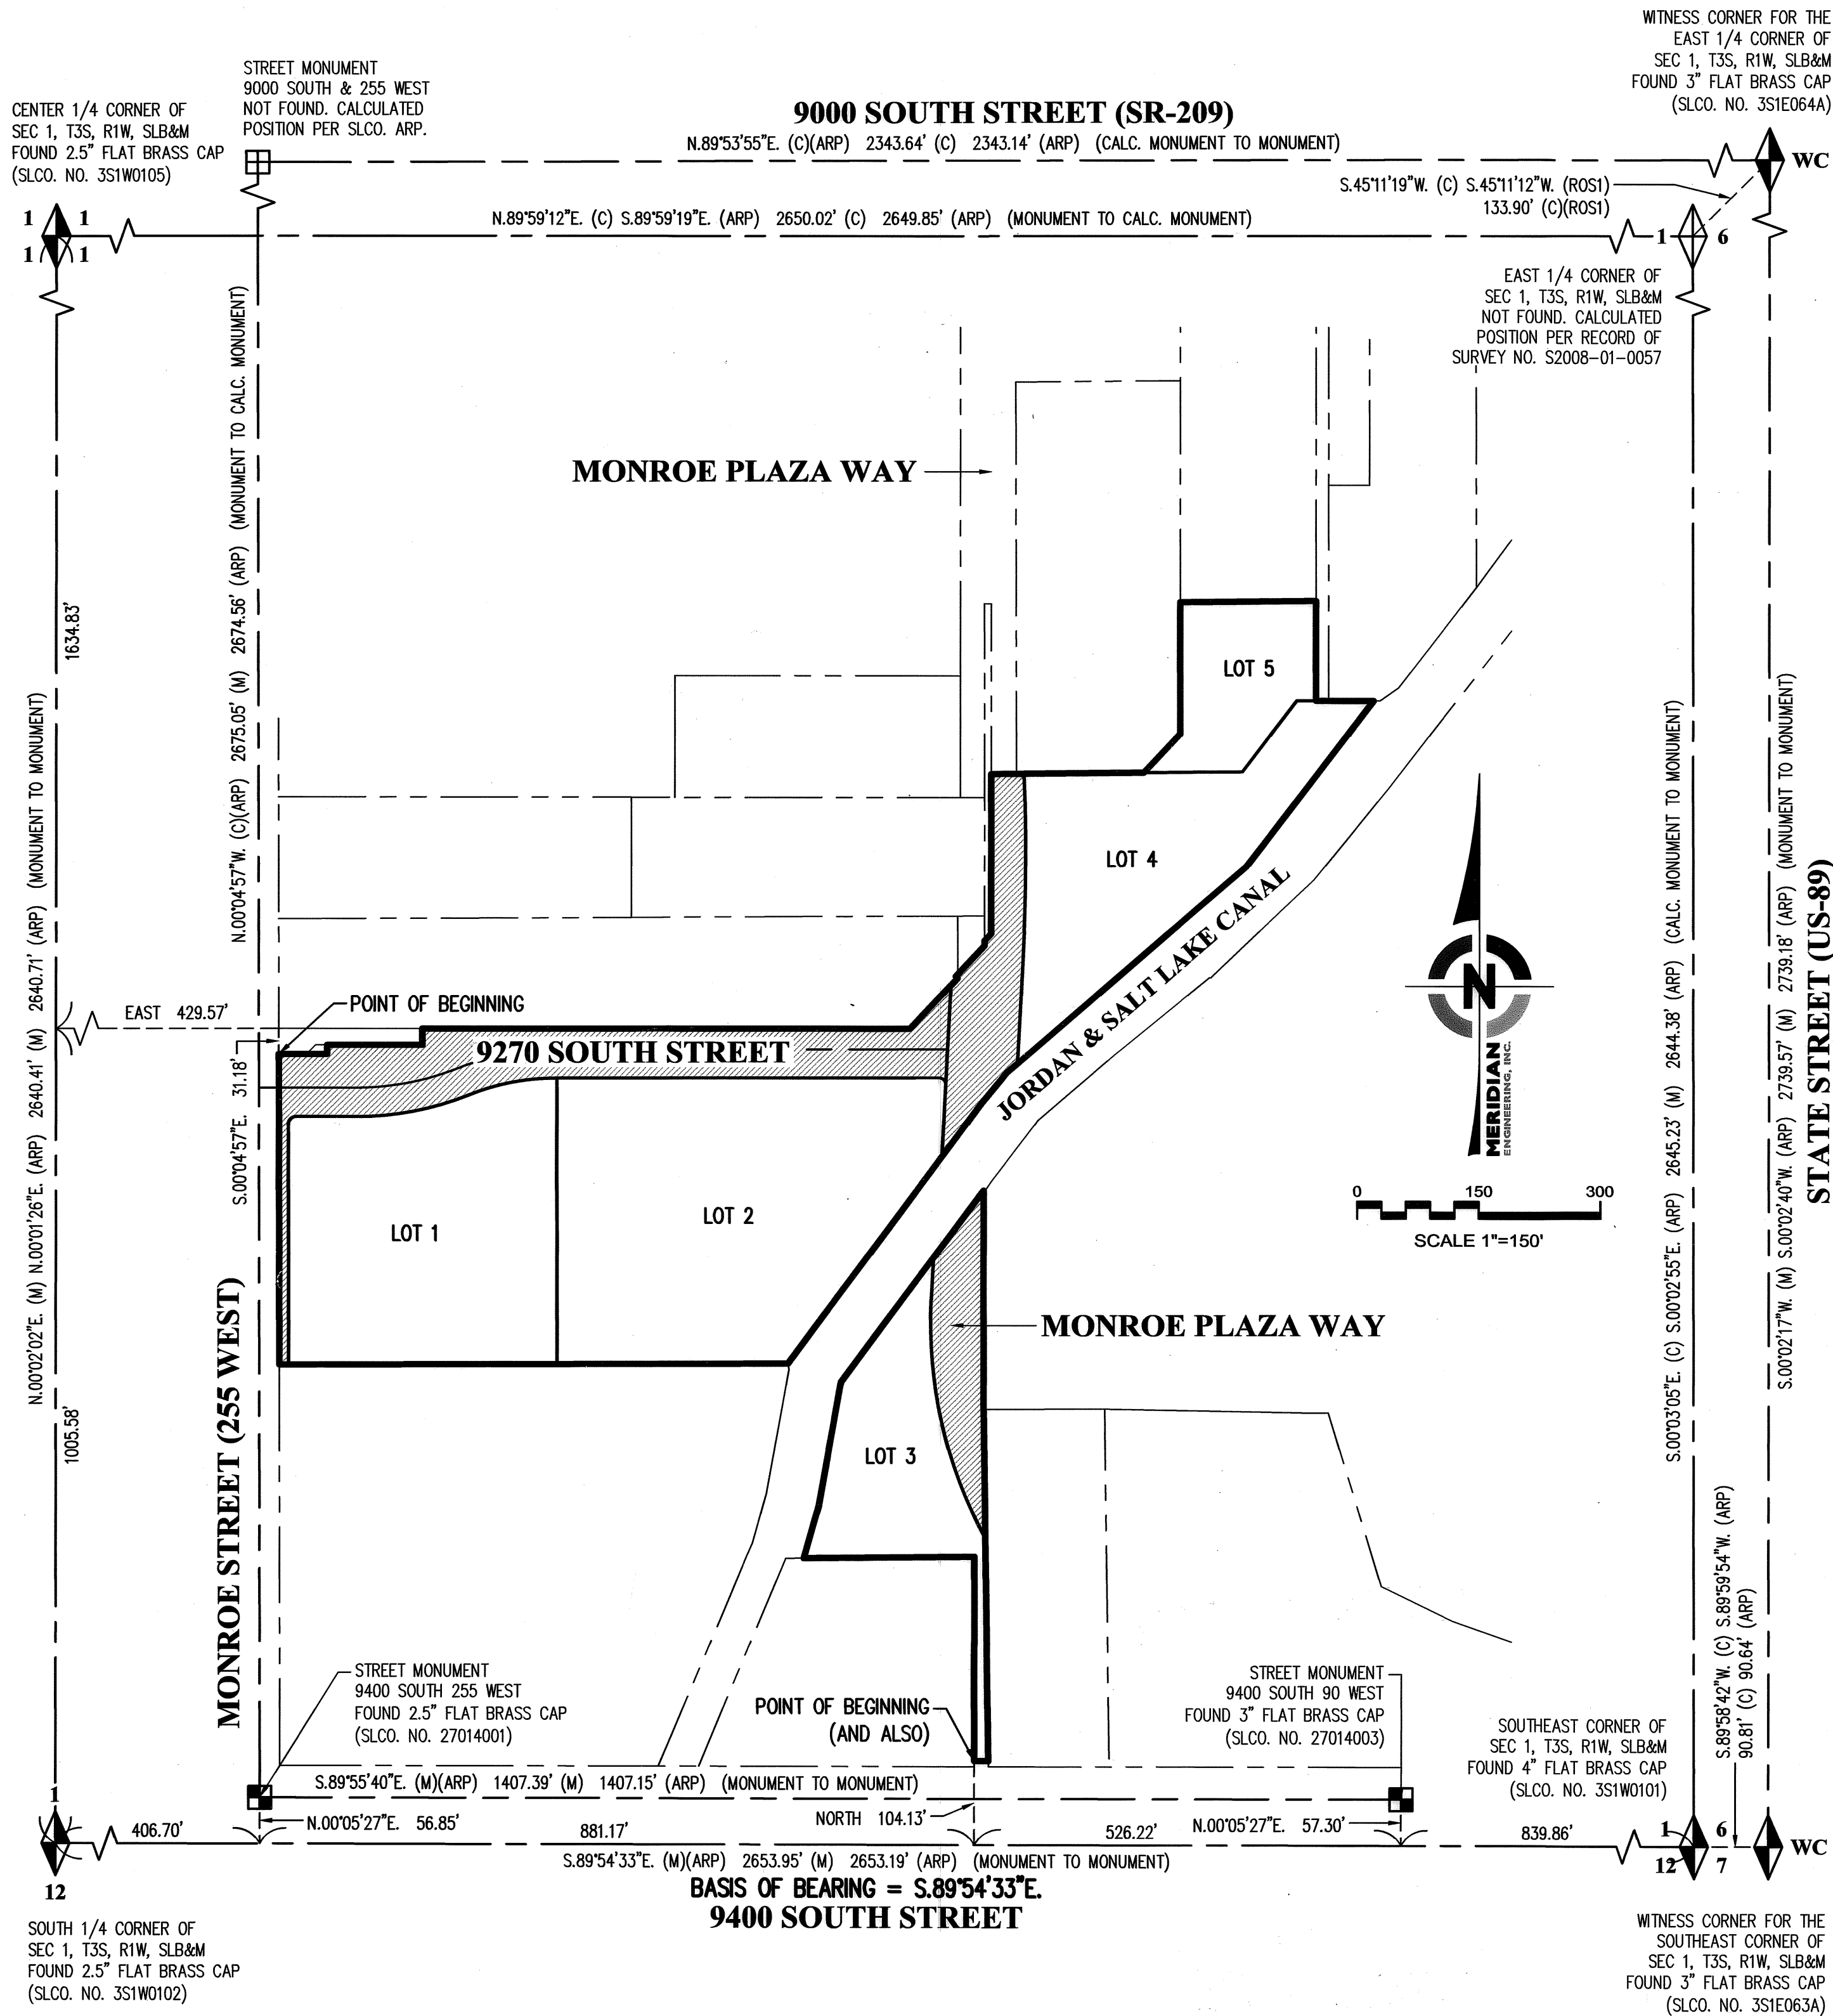 WITNESS CORNER FOR THE
EAST 1/4 CORNER OF
SEC 1, T3S, R1W, SLB&M
FOUND 3" FLAT BRASS CAP
(SLCO. NO. 3S1E064A)
STREET MONUMENT
9000 SOUTH & 255 WEST
NOT FOUND. CALCULATED
POSITION PER SLCO. ARP.
CENTER 1/4 CORNER OF
SEC 1, T3S, R1W, SLB&M
FOUND 2.5" FLAT BRASS CAP
(SLCO. NO. 3S1W0105)
9000 SOUTH STREET (SR-209)
N.89°53'55"E. (C)(ARP) 2343.64' (C) 2343.14' (ARP) (CALC. MONUMENT TO MONUMENT)
WC
S.45°11'19"W. (C) S.45°11'12"W. (ROS1)
133.90' (C)(ROS1)
1 1
1 1
N.89°59'12"E. (C) S.89°59'19"E. (ARP) 2650.02' (C) 2649.85' (ARP) (MONUMENT TO CALC. MONUMENT)
1 6
EAST 1/4 CORNER OF
SEC 1, T3S, R1W, SLB&M
NOT FOUND. CALCULATED
POSITION PER RECORD OF
SURVEY NO. S2008-01-0057
MONROE PLAZA WAY
1634.83'
N.00°02'02"E. (M) N.00°01'26"E. (ARP) 2640.41' (M) 2640.71' (ARP) (MONUMENT TO MONUMENT)
1005.58'
N.00°04'57"W. (C)(ARP) 2675.05' (M) 2674.56' (ARP) (MONUMENT TO CALC. MONUMENT)
LOT 5
LOT 4
JORDAN & SALT LAKE CANAL
EAST 429.57'
POINT OF BEGINNING
S.00°04'57"E. 31.18'
9270 SOUTH STREET
LOT 1
LOT 2
N
MERIDIAN
ENGINEERING, INC.
0 150 300
SCALE 1"=150'
S.00°03'05"E. (C) S.00°02'55"E. (ARP) 2645.23' (M) 2644.38' (ARP) (CALC. MONUMENT TO MONUMENT)
S.00°02'17"W. (M) S.00°02'40"W. (ARP) 2739.57' (M) 2739.18' (ARP) (MONUMENT TO MONUMENT)
STATE STREET (US-89)
MONROE STREET (255 WEST)
MONROE PLAZA WAY
LOT 3
S.89°58'42"W. (C) S.89°59'54"W. (ARP)
90.81' (C) 90.64' (ARP)
STREET MONUMENT
9400 SOUTH 255 WEST
FOUND 2.5" FLAT BRASS CAP
(SLCO. NO. 27014001)
POINT OF BEGINNING
(AND ALSO)
STREET MONUMENT
9400 SOUTH 90 WEST
FOUND 3" FLAT BRASS CAP
(SLCO. NO. 27014003)
SOUTHEAST CORNER OF
SEC 1, T3S, R1W, SLB&M
FOUND 4" FLAT BRASS CAP
(SLCO. NO. 3S1W0101)
S.89°55'40"E. (M)(ARP) 1407.39' (M) 1407.15' (ARP) (MONUMENT TO MONUMENT)
1
12
406.70'
N.00°05'27"E. 56.85'
881.17'
NORTH 104.13'
526.22'
N.00°05'27"E. 57.30'
839.86'
1 6
12 7
WC
S.89°54'33"E. (M)(ARP) 2653.95' (M) 2653.19' (ARP) (MONUMENT TO MONUMENT)
BASIS OF BEARING = S.89°54'33"E.
9400 SOUTH STREET
SOUTH 1/4 CORNER OF
SEC 1, T3S, R1W, SLB&M
FOUND 2.5" FLAT BRASS CAP
(SLCO. NO. 3S1W0102)
WITNESS CORNER FOR THE
SOUTHEAST CORNER OF
SEC 1, T3S, R1W, SLB&M
FOUND 3" FLAT BRASS CAP
(SLCO. NO. 3S1E063A)